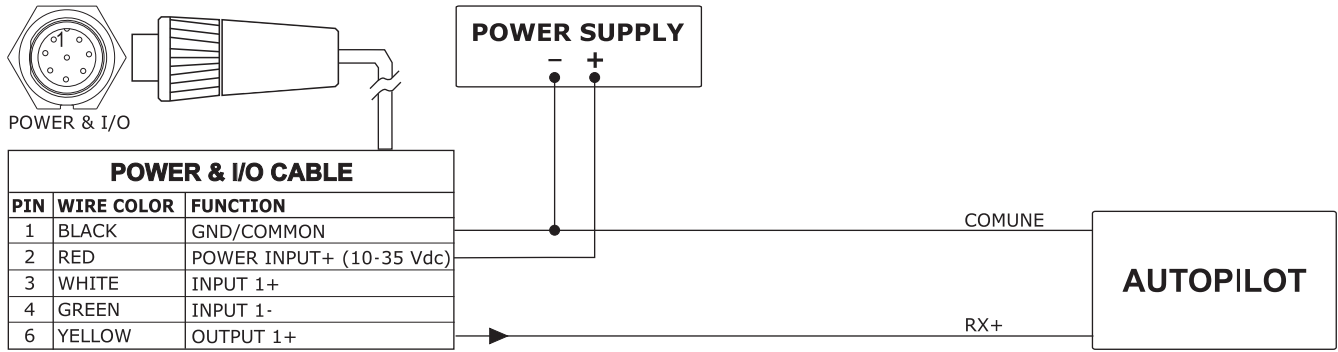 1
POWER & I/O
POWER SUPPLY
– +
POWER & I/O CABLE
PIN WIRE COLOR FUNCTION
1 BLACK GND/COMMON
2 RED POWER INPUT+ (10-35 Vdc)
3 WHITE INPUT 1+
4 GREEN INPUT 1-
6 YELLOW OUTPUT 1+
COMUNE
RX+
AUTOPILOT